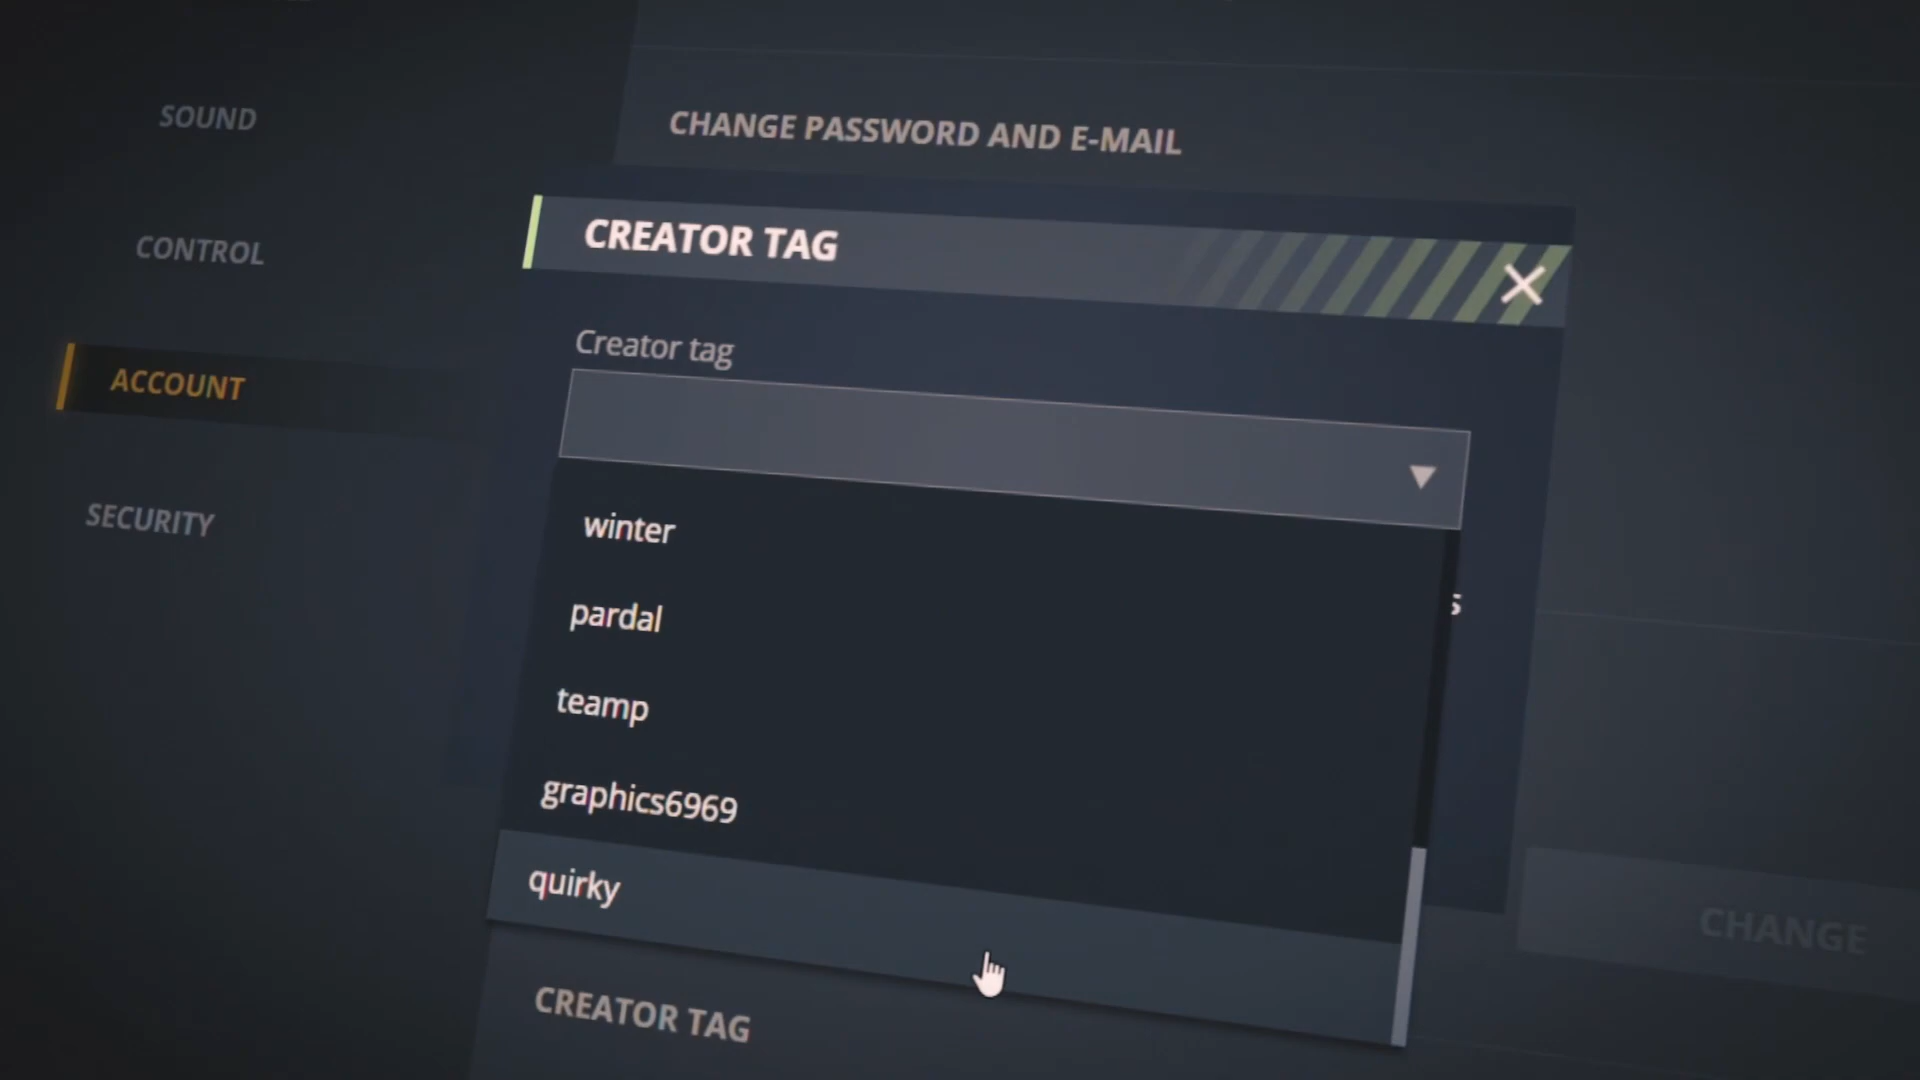 SOUND
CONTROL
ACCOUNT
SECURITY
CHANGE PASSWORD AND E-MAIL
CREATOR TAG
Creator tag
winter
pardal
teamp
graphics6969
quirky
CREATOR TAG
CHANGE